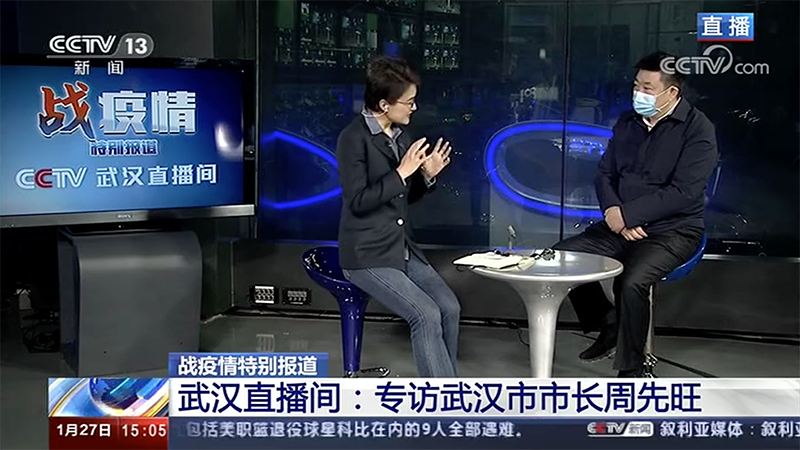 CCTV 13
新闻
直播
CCTV.com
战疫情
特别报道
CCTV 武汉直播间
SONY
战疫情特别报道
武汉直播间：专访武汉市市长周先旺
1月27日 15:05 包括美职篮退役球星科比在内的9人全部遇难。 CCTV 新闻 叙利亚媒体：叙利亚